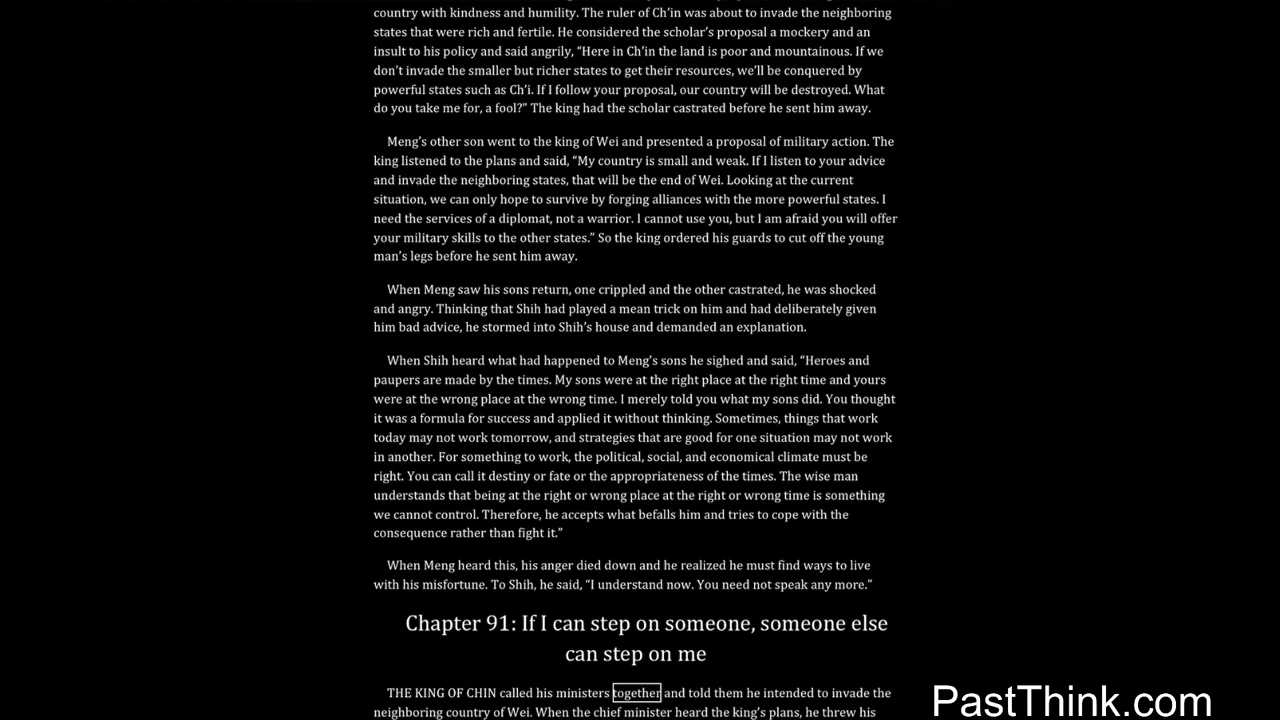 country with kindness and humility. The ruler of Ch’in was about to invade the neighboring
states that were rich and fertile. He considered the scholar’s proposal a mockery and an
insult to his policy and said angrily, “Here in Ch’in the land is poor and mountainous. If we
don’t invade the smaller but richer states to get their resources, we’ll be conquered by
powerful states such as Ch’i. If I follow your proposal, our country will be destroyed. What
do you take me for, a fool?” The king had the scholar castrated before he sent him away.
Meng’s other son went to the king of Wei and presented a proposal of military action. The
king listened to the plans and said, “My country is small and weak. If I listen to your advice
and invade the neighboring states, that will be the end of Wei. Looking at the current
situation, we can only hope to survive by forging alliances with the more powerful states. I
need the services of a diplomat, not a warrior. I cannot use you, but I am afraid you will offer
your military skills to the other states.” So the king ordered his guards to cut off the young
man’s legs before he sent him away.
When Meng saw his sons return, one crippled and the other castrated, he was shocked
and angry. Thinking that Shih had played a mean trick on him and had deliberately given
him bad advice, he stormed into Shih’s house and demanded an explanation.
When Shih heard what had happened to Meng’s sons he sighed and said, “Heroes and
paupers are made by the times. My sons were at the right place at the right time and yours
were at the wrong place at the wrong time. I merely told you what my sons did. You thought
it was a formula for success and applied it without thinking. Sometimes, things that work
today may not work tomorrow, and strategies that are good for one situation may not work
in another. For something to work, the political, social, and economical climate must be
right. You can call it destiny or fate or the appropriateness of the times. The wise man
understands that being at the right or wrong place at the right or wrong time is something
we cannot control. Therefore, he accepts what befalls him and tries to cope with the
consequence rather than fight it.”
When Meng heard this, his anger died down and he realized he must find ways to live
with his misfortune. To Shih, he said, “I understand now. You need not speak any more.”
Chapter 91: If I can step on someone, someone else
can step on me
THE KING OF CHIN called his ministers together and told them he intended to invade the
neighboring country of Wei. When the chief minister heard the king’s plans, he threw his
PastThink.com